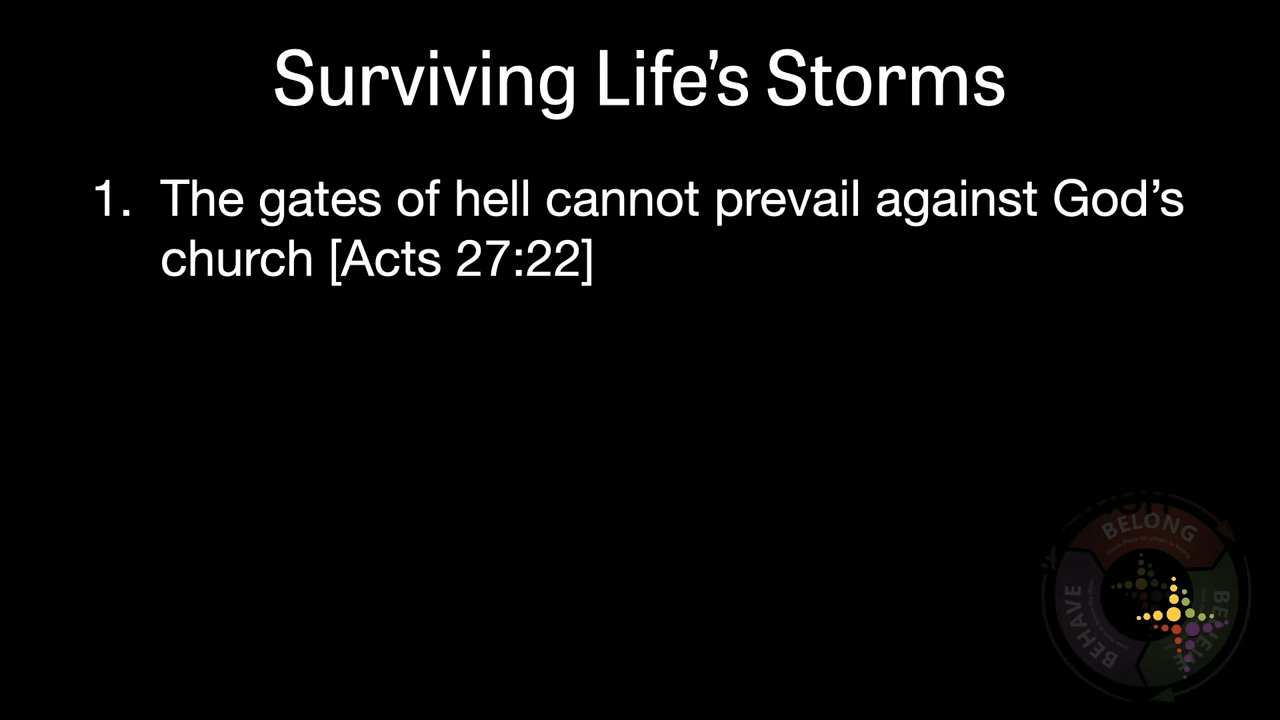 Surviving Life’s Storms
1. The gates of hell cannot prevail against God’s
church [Acts 27:22]
BELONG
BEHAVE